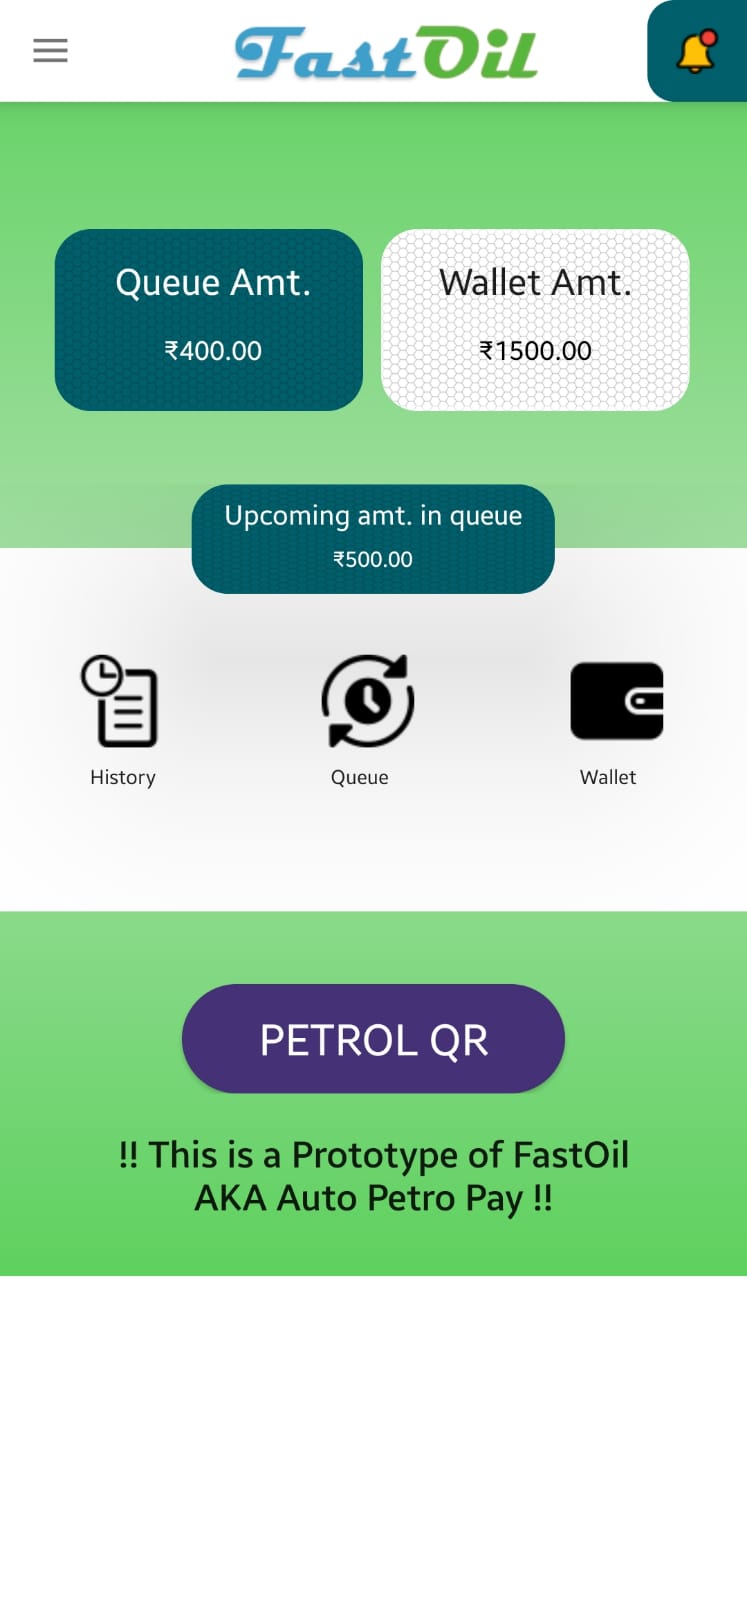 FastOil
Queue Amt.
₹400.00
Wallet Amt.
₹1500.00
Upcoming amt. in queue
₹500.00
History
Queue
Wallet
PETROL QR
!! This is a Prototype of FastOil
AKA Auto Petro Pay !!